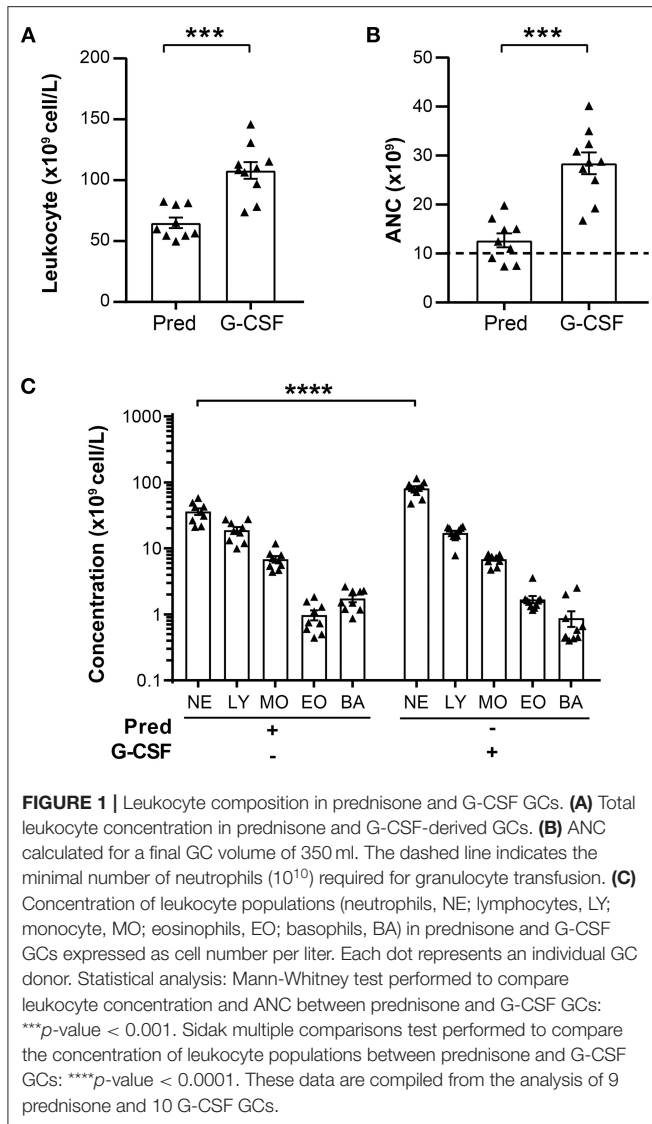 A
***
Leukocyte (x10⁹ cell/L)
200
150
100
50
0
Pred G-CSF
B
***
ANC (x10⁹)
50
40
30
20
10
0
Pred G-CSF
C
****
Concentration (x10⁹ cell/L)
1000
100
10
1
0.1
NE LY MO EO BA NE LY MO EO BA
Pred + -
G-CSF - +
FIGURE 1 | Leukocyte composition in prednisone and G-CSF GCs. (A) Total
leukocyte concentration in prednisone and G-CSF-derived GCs. (B) ANC
calculated for a final GC volume of 350 ml. The dashed line indicates the
minimal number of neutrophils (10¹⁰) required for granulocyte transfusion. (C)
Concentration of leukocyte populations (neutrophils, NE; lymphocytes, LY;
monocyte, MO; eosinophils, EO; basophils, BA) in prednisone and G-CSF
GCs expressed as cell number per liter. Each dot represents an individual GC
donor. Statistical analysis: Mann-Whitney test performed to compare
leukocyte concentration and ANC between prednisone and G-CSF GCs:
***p-value < 0.001. Sidak multiple comparisons test performed to compare
the concentration of leukocyte populations between prednisone and G-CSF
GCs: ****p-value < 0.0001. These data are compiled from the analysis of 9
prednisone and 10 G-CSF GCs.